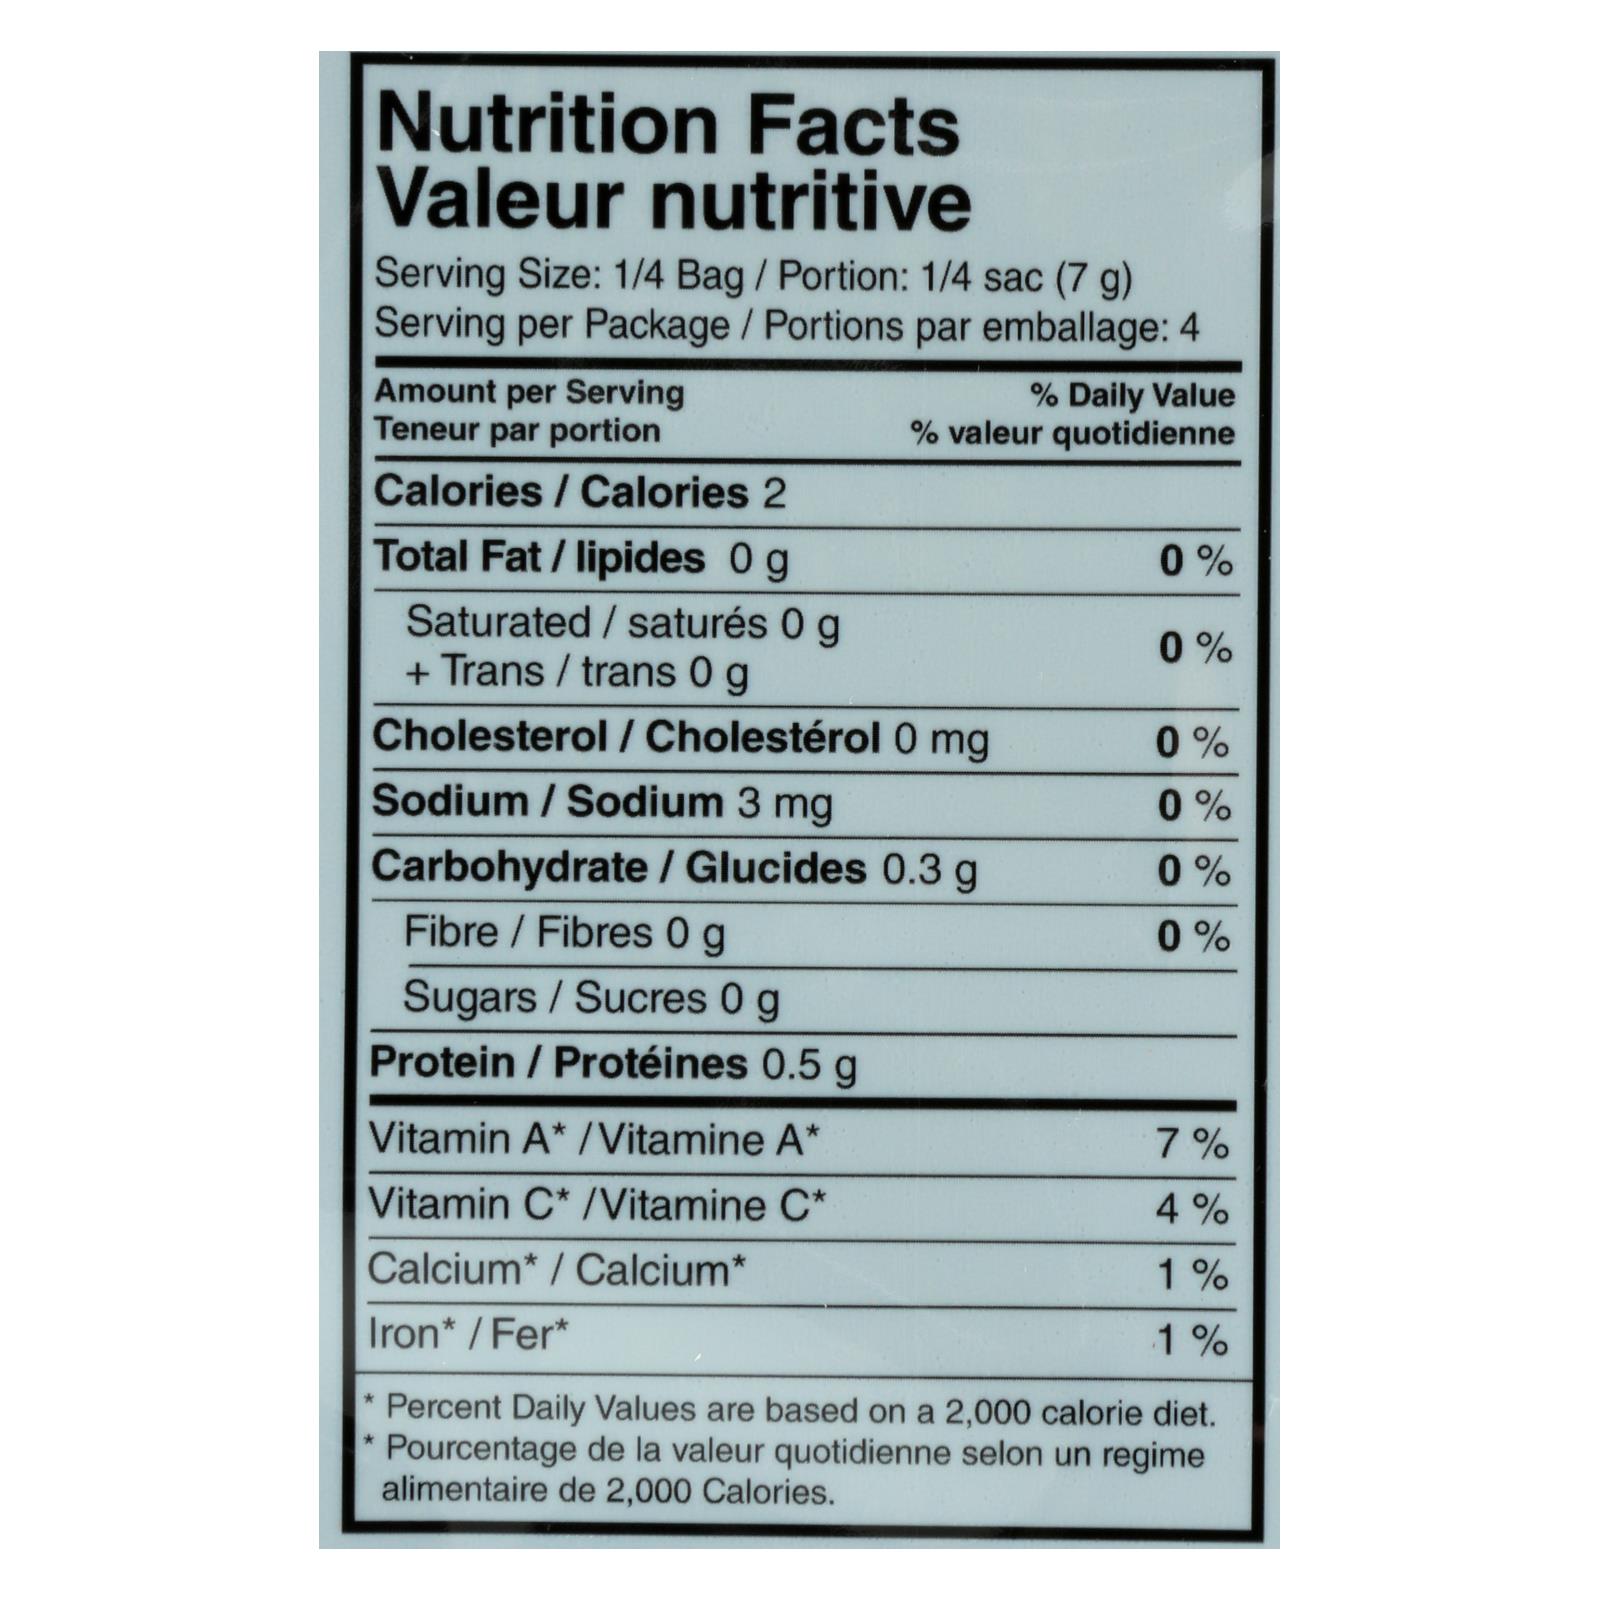 Nutrition Facts
Valeur nutritive
Serving Size: 1/4 Bag / Portion: 1/4 sac (7 g)
Serving per Package / Portions par emballage: 4
Amount per Serving % Daily Value
Teneur par portion % valeur quotidienne
Calories / Calories 2
Total Fat / lipides 0 g 0 %
Saturated / saturés 0 g
+ Trans / trans 0 g 0 %
Cholesterol / Cholestérol 0 mg 0 %
Sodium / Sodium 3 mg 0 %
Carbohydrate / Glucides 0.3 g 0 %
Fibre / Fibres 0 g 0 %
Sugars / Sucres 0 g
Protein / Protéines 0.5 g
Vitamin A* / Vitamine A* 7 %
Vitamin C* / Vitamine C* 4 %
Calcium* / Calcium* 1 %
Iron* / Fer* 1 %
* Percent Daily Values are based on a 2,000 calorie diet.
* Pourcentage de la valeur quotidienne selon un regime
alimentaire de 2,000 Calories.